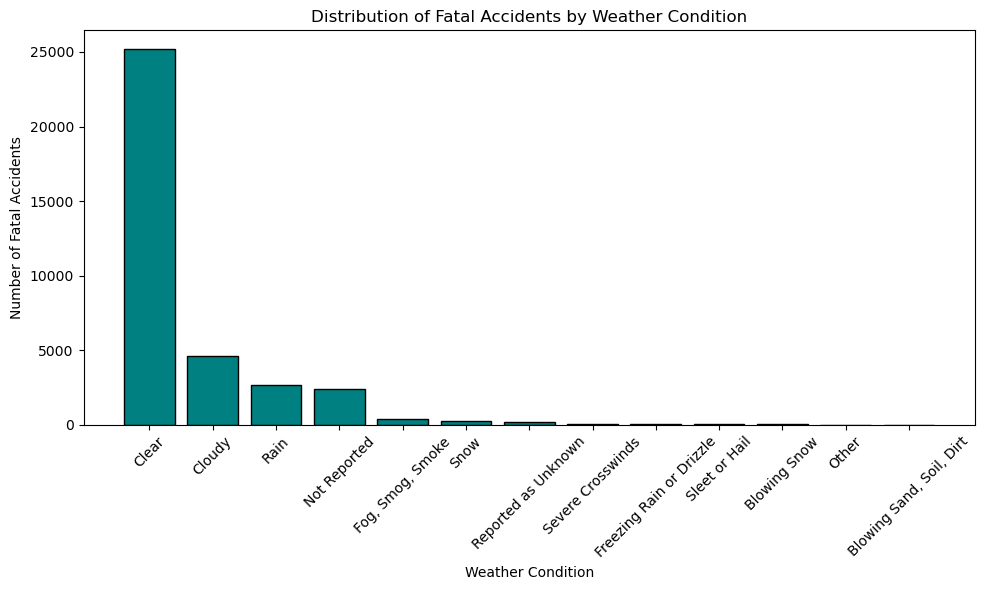 Distribution of Fatal Accidents by Weather Condition
Number of Fatal Accidents
25000
20000
15000
10000
5000
0
Clear
Cloudy
Rain
Not Reported
Fog, Smog, Smoke
Snow
Reported as Unknown
Severe Crosswinds
Freezing Rain or Drizzle
Sleet or Hail
Blowing Snow
Other
Blowing Sand, Soil, Dirt
Weather Condition